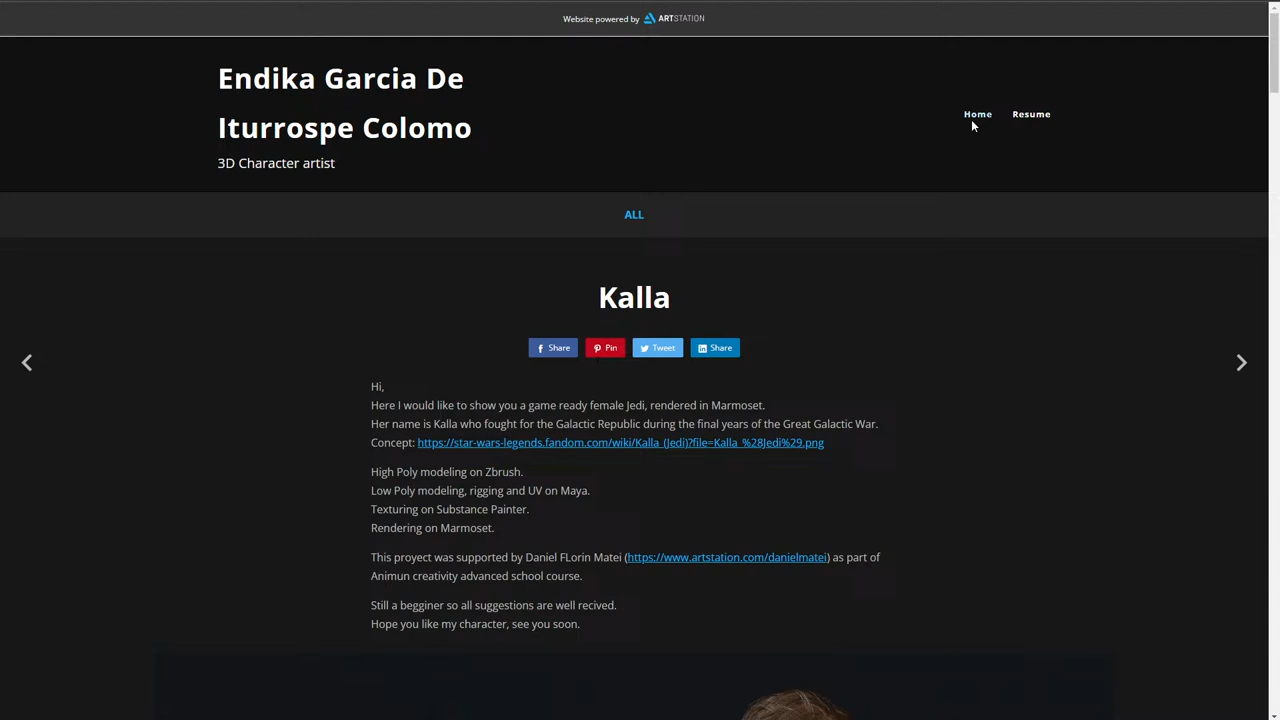 Website powered by ARTSTATION
Endika Garcia De
Iturrospe Colomo
3D Character artist
Home Resume
ALL
Kalla
Share Pin Tweet Share
Hi,
Here I would like to show you a game ready female Jedi, rendered in Marmoset.
Her name is Kalla who fought for the Galactic Republic during the final years of the Great Galactic War.
Concept: https://star-wars-legends.fandom.com/wiki/Kalla_(Jedi)?file=Kalla_%28Jedi%29.png
High Poly modeling on Zbrush.
Low Poly modeling, rigging and UV on Maya.
Texturing on Substance Painter.
Rendering on Marmoset.
This proyect was supported by Daniel FLorin Matei (https://www.artstation.com/danielmatei) as part of
Animun creativity advanced school course.
Still a begginer so all suggestions are well recived.
Hope you like my character, see you soon.